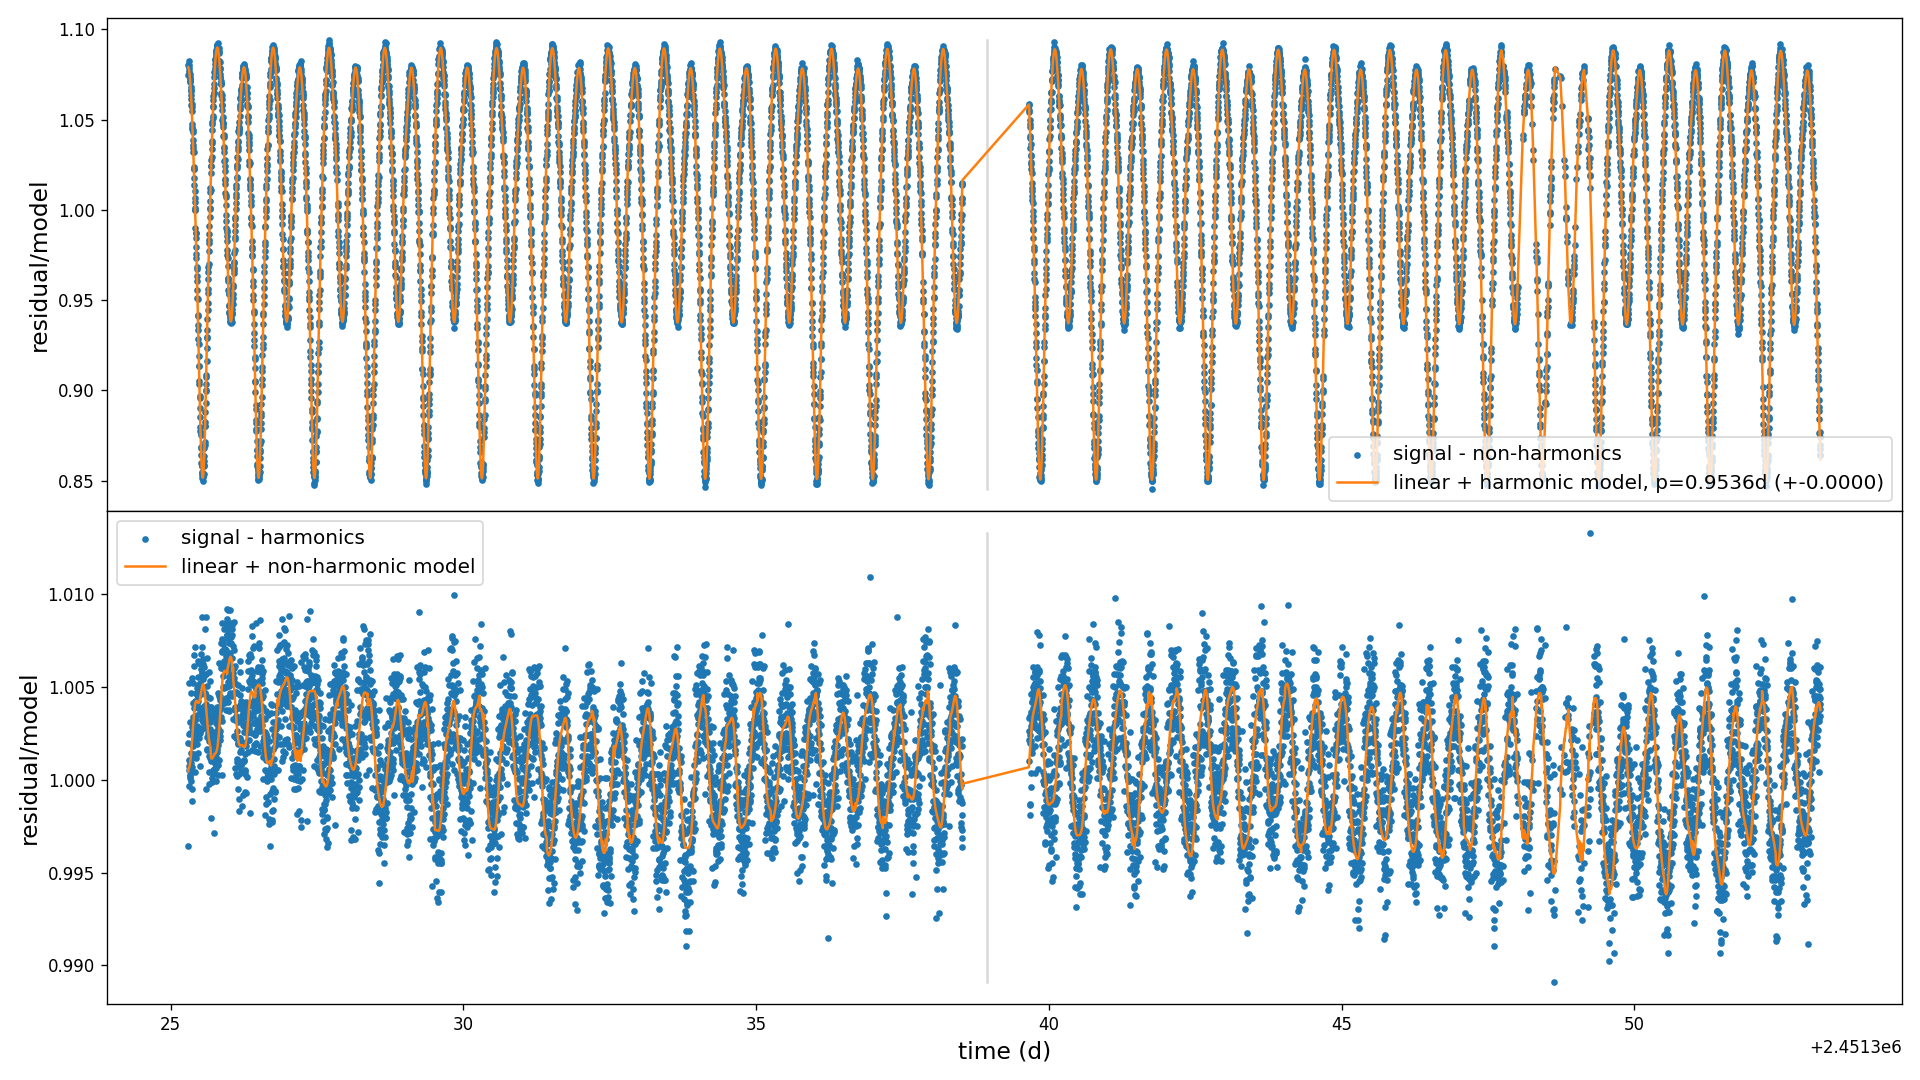 1.10
1.05
1.00
0.95
0.90
0.85
residual/model
signal - non-harmonics
linear + harmonic model, p=0.9536d (+-0.0000)
signal - harmonics
linear + non-harmonic model
1.010
1.005
1.000
0.995
0.990
residual/model
25 30 35 40 45 50
time (d)
+2.4513e6